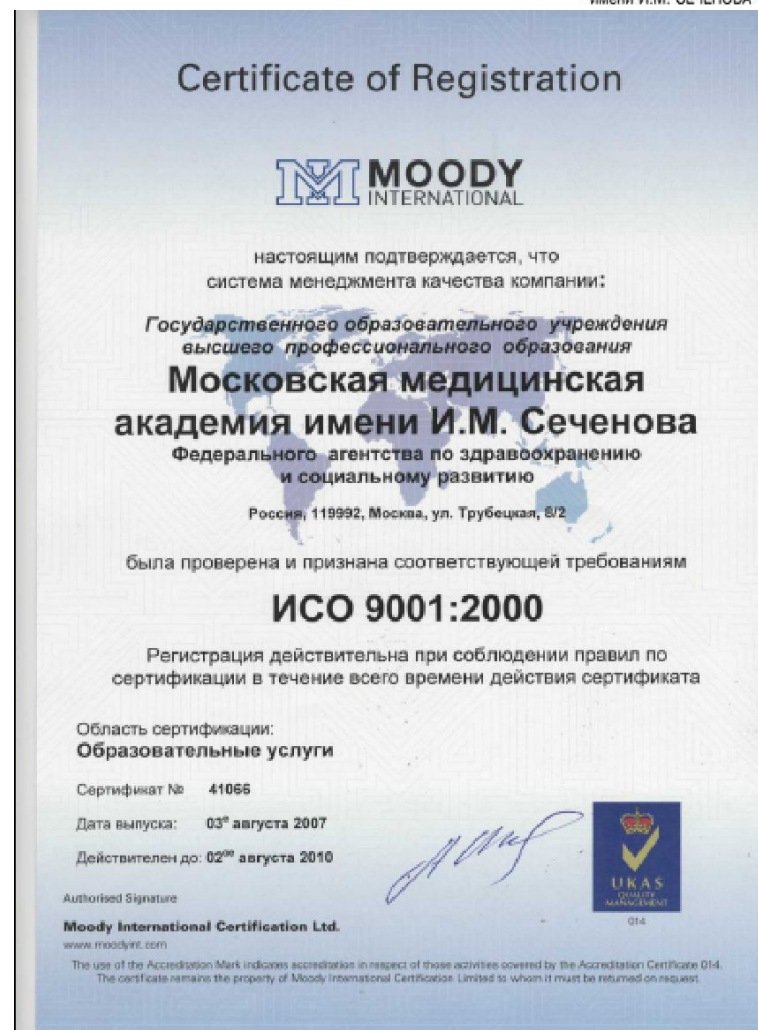 имени И.М. СЕЧЕНОВА
Certificate of Registration
MOODY
INTERNATIONAL
настоящим подтверждается, что
система менеджмента качества компании:
Государственного образовательного учреждения
высшего профессионального образования
Московская медицинская
академия имени И.М. Сеченова
Федерального агентства по здравоохранению
и социальному развитию
Россия, 119992, Москва, ул. Трубецкая, 8/2
была проверена и признана соответствующей требованиям
ИСО 9001:2000
Регистрация действительна при соблюдении правил по
сертификации в течение всего времени действия сертификата
Область сертификации:
Образовательные услуги
Сертификат № 41066
Дата выпуска: 03е августа 2007
Действителен до: 02ое августа 2010
Authorised Signature
Moody International Certification Ltd.
www.moodyint.com
UKAS
QUALITY
MANAGEMENT
014
The use of the Accreditation Mark indicates accreditation in respect of those activities covered by the Accreditation Certificate 014.
The certificate remains the property of Moody International Certification Limited to whom it must be returned on request.